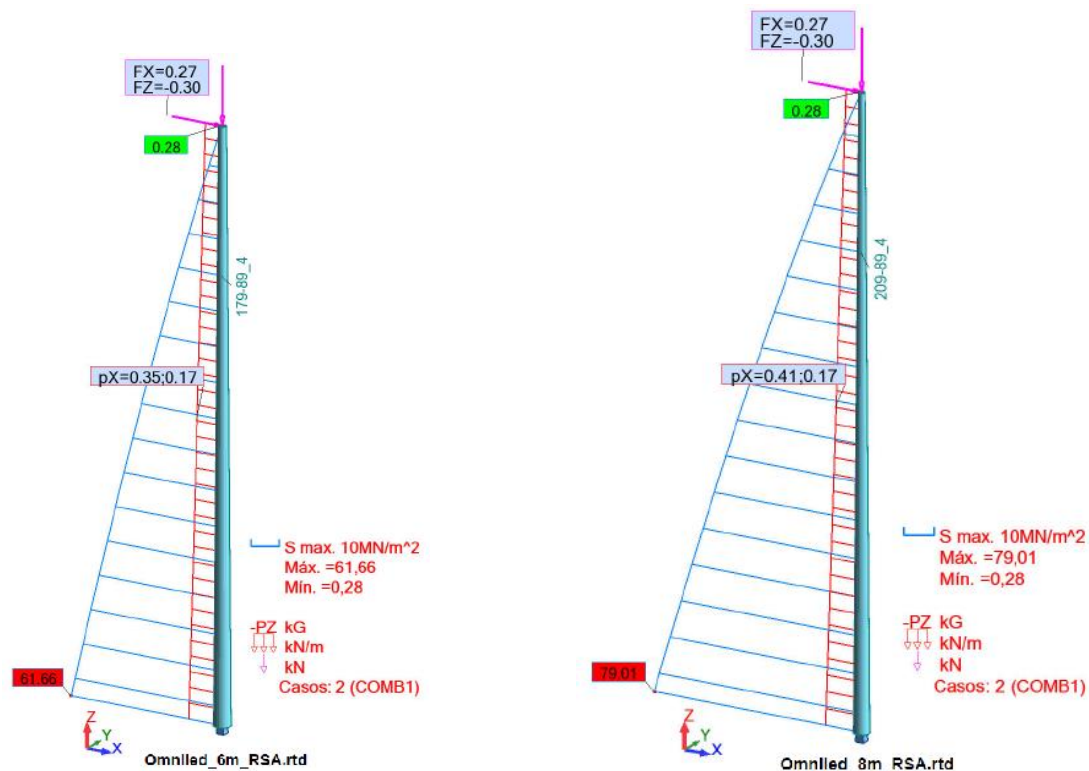 FX=0.27
FZ=-0.30
0.28
179-89_4
pX=0.35;0.17
S max. 10MN/m^2
Máx. =61,66
Mín. =0,28
-PZ kG
kN/m
kN
Casos: 2 (COMB1)
61.66
Z
Y
X
Omniled_6m_RSA.rtd
FX=0.27
FZ=-0.30
0.28
209-89_4
pX=0.41;0.17
S max. 10MN/m^2
Máx. =79,01
Mín. =0,28
-PZ kG
kN/m
kN
Casos: 2 (COMB1)
79.01
Z
Y
X
Omniled_8m_RSA.rtd